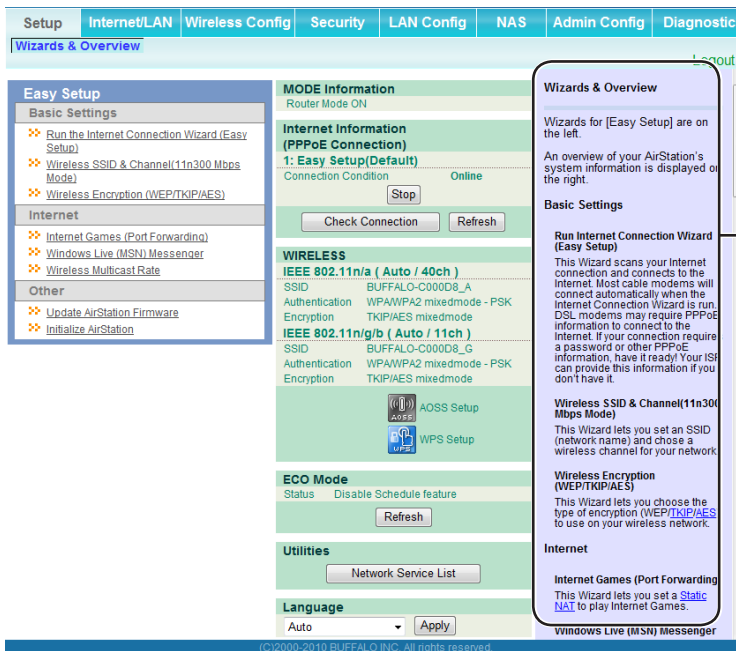 Setup Internet/LAN Wireless Config Security LAN Config NAS Admin Config Diagnostic
Wizards & Overview
Logout
Easy Setup
Basic Settings
Run the Internet Connection Wizard (Easy
Setup)
Wireless SSID & Channel(11n300 Mbps
Mode)
Wireless Encryption (WEP/TKIP/AES)
Internet
Internet Games (Port Forwarding)
Windows Live (MSN) Messenger
Wireless Multicast Rate
Other
Update AirStation Firmware
Initialize AirStation
MODE Information
Router Mode ON
Internet Information
(PPPoE Connection)
1: Easy Setup(Default)
Connection Condition Online
Stop
Check Connection Refresh
WIRELESS
IEEE 802.11n/a ( Auto / 40ch )
SSID BUFFALO-C000D8_A
Authentication WPA/WPA2 mixedmode - PSK
Encryption TKIP/AES mixedmode
IEEE 802.11n/g/b ( Auto / 11ch )
SSID BUFFALO-C000D8_G
Authentication WPA/WPA2 mixedmode - PSK
Encryption TKIP/AES mixedmode
AOSS AOSS Setup
WPS WPS Setup
ECO Mode
Status Disable Schedule feature
Refresh
Utilities
Network Service List
Language
Auto Apply
Wizards & Overview
Wizards for [Easy Setup] are on
the left.
An overview of your AirStation's
system information is displayed on
the right.
Basic Settings
Run Internet Connection Wizard
(Easy Setup)
This Wizard scans your Internet
connection and connects to the
Internet. Most cable modems will
connect automatically when the
Internet Connection Wizard is run.
DSL modems may require PPPoE
information to connect to the
Internet. If your connection require
a password or other PPPoE
information, have it ready! Your ISP
can provide this information if you
don't have it.
Wireless SSID & Channel(11n300
Mbps Mode)
This Wizard lets you set an SSID
(network name) and chose a
wireless channel for your network.
Wireless Encryption
(WEP/TKIP/AES)
This Wizard lets you choose the
type of encryption (WEP/TKIP/AES
to use on your wireless network.
Internet
Internet Games (Port Forwarding
This Wizard lets you set a Static
NAT to play Internet Games.
Windows Live (MSN) Messenger
(C)2000-2010 BUFFALO INC. All rights reserved.